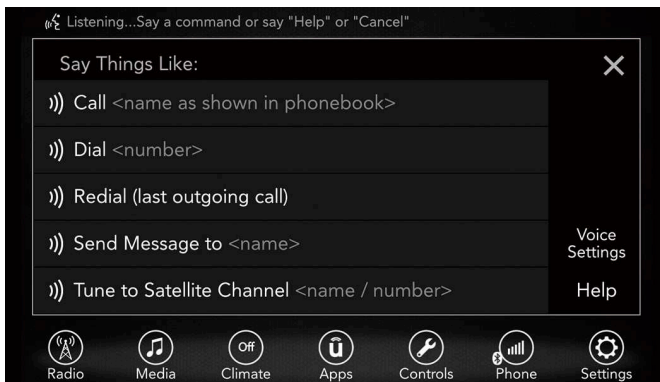 Listening...Say a command or say "Help" or "Cancel"
Say Things Like:
Call <name as shown in phonebook>
Dial <number>
Redial (last outgoing call)
Send Message to <name>
Tune to Satellite Channel <name / number>
Voice
Settings
Help
Off
û
Radio Media Climate Apps Controls Phone Settings